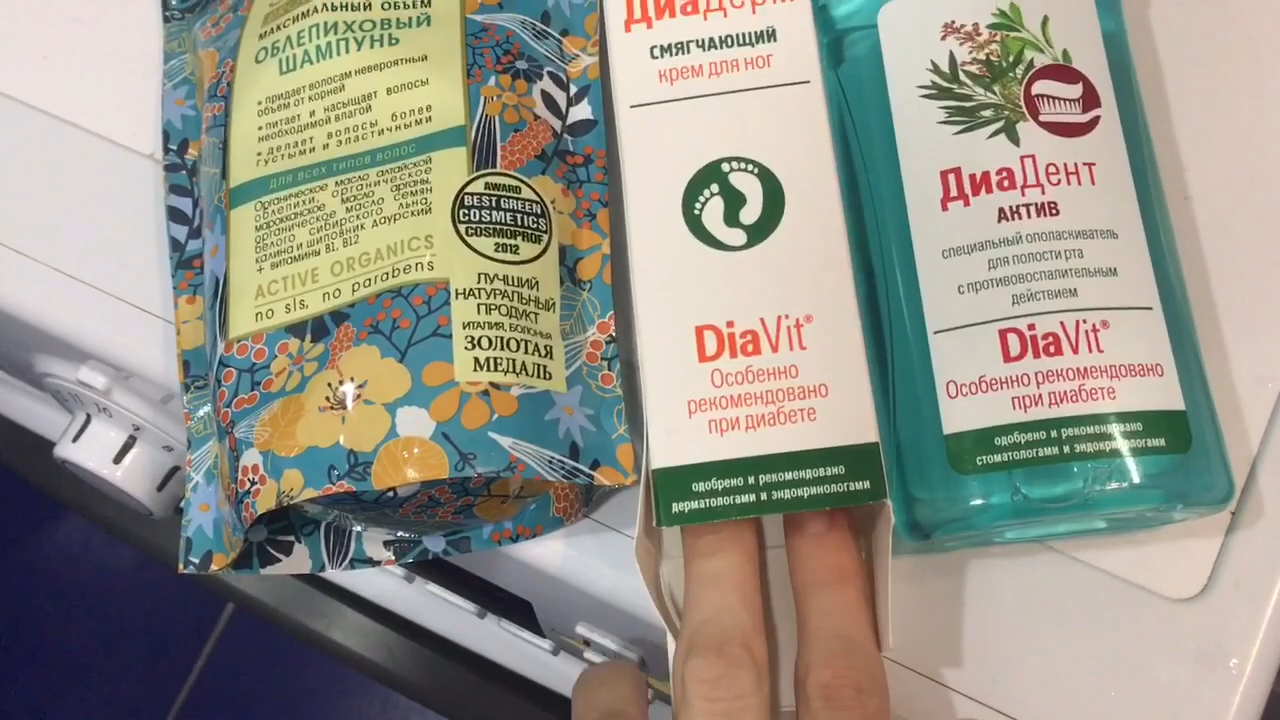 МАКСИМАЛЬНЫЙ ОБЪЕМ
ОБЛЕПИХОВЫЙ
ШАМПУНЬ
• придает волосам невероятный
объем от корней
• питает и насыщает волосы
необходимой влагой
• делает волосы более
густыми и эластичными
ДЛЯ ВСЕХ ТИПОВ ВОЛОС
Органическое масло алтайской
облепихи, органическое
марокканское масло арганы,
органическое масло семян
белого сибирского льна,
калина и шиповник даурский
+ витамины B1, B12
ACTIVE ORGANICS
no sls, no parabens
AWARD
BEST GREEN
COSMETICS
COSMOPROF
2012
ЛУЧШИЙ
НАТУРАЛЬНЫЙ
ПРОДУКТ
ИТАЛИЯ, БОЛОНЬЯ
ЗОЛОТАЯ
МЕДАЛЬ
ДиаДерм
СМЯГЧАЮЩИЙ
крем для ног
DiaVit®
Особенно
рекомендовано
при диабете
одобрено и рекомендовано
дерматологами и эндокринологами
ДиаДент
АКТИВ
специальный ополаскиватель
для полости рта
с противовоспалительным
действием
DiaVit®
Особенно рекомендовано
при диабете
одобрено и рекомендовано
стоматологами и эндокринологами